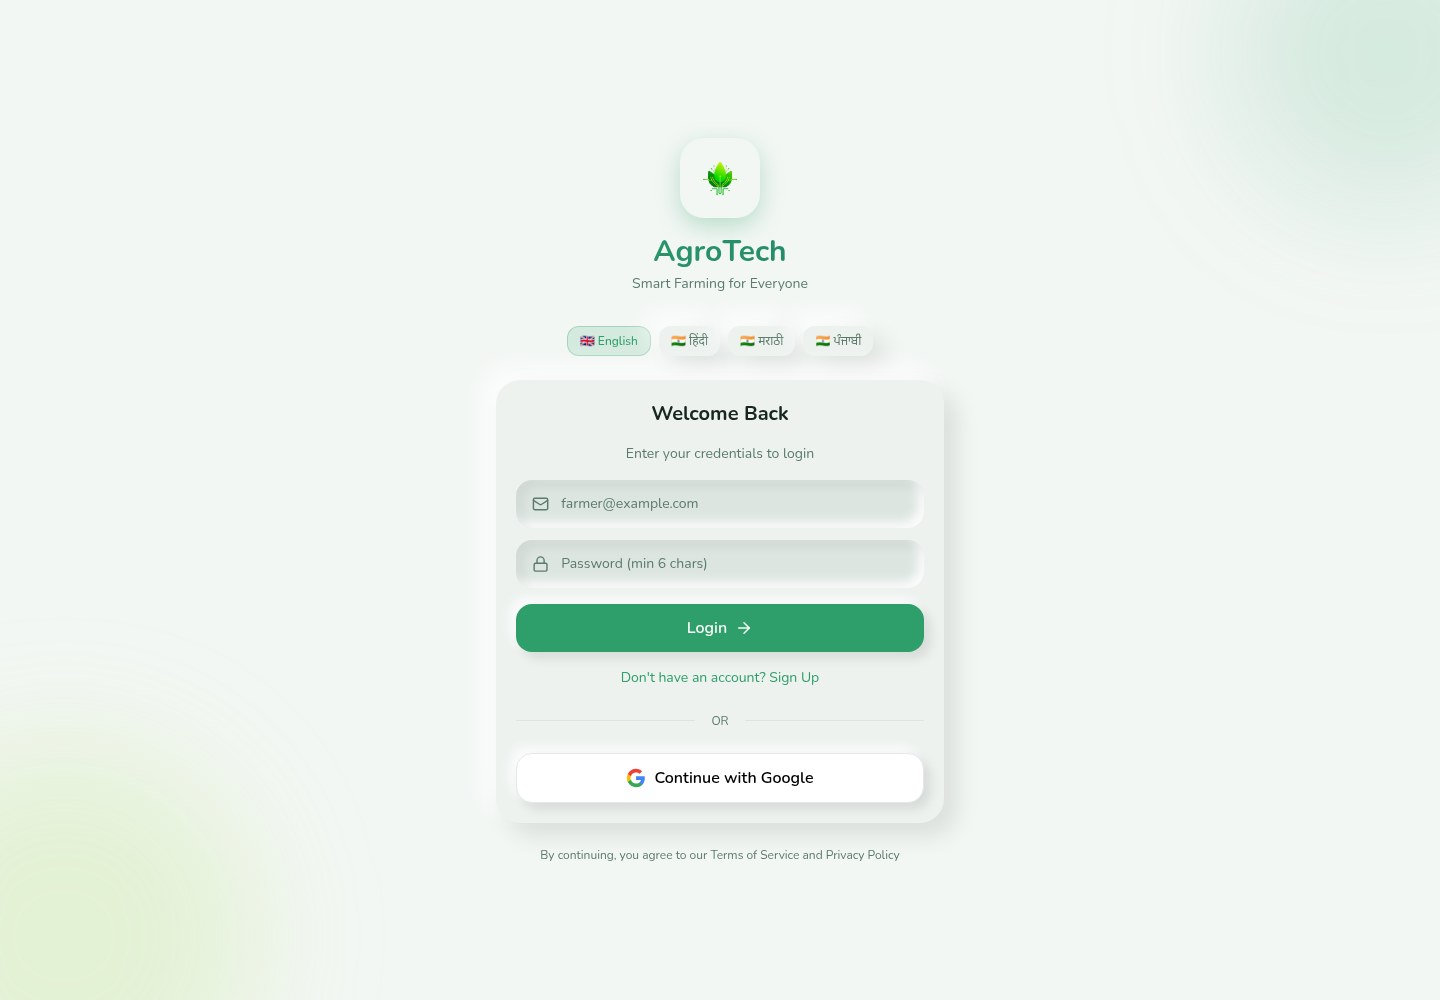 AgroTech
Smart Farming for Everyone
🇬🇧 English 🇮🇳 हिंदी 🇮🇳 मराठी 🇮🇳 ਪੰਜਾਬੀ
Welcome Back
Enter your credentials to login
farmer@example.com
Password (min 6 chars)
Login →
Don't have an account? Sign Up
OR
Continue with Google
By continuing, you agree to our Terms of Service and Privacy Policy